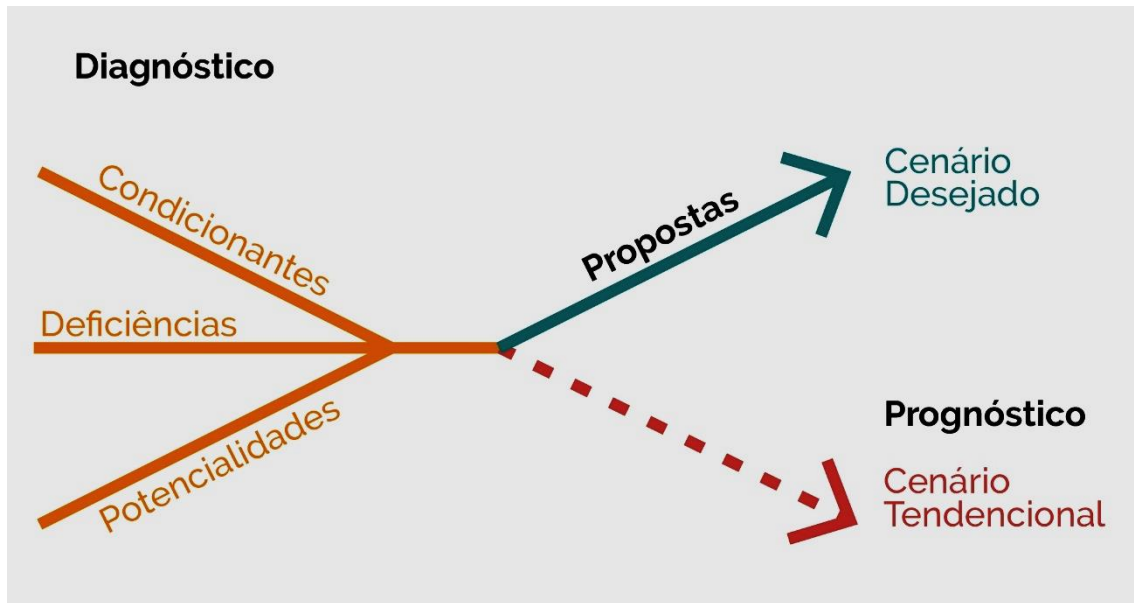 Diagnóstico
Condicionantes
Deficiências
Potencialidades
Propostas
Cenário
Desejado
Prognóstico
Cenário
Tendencional